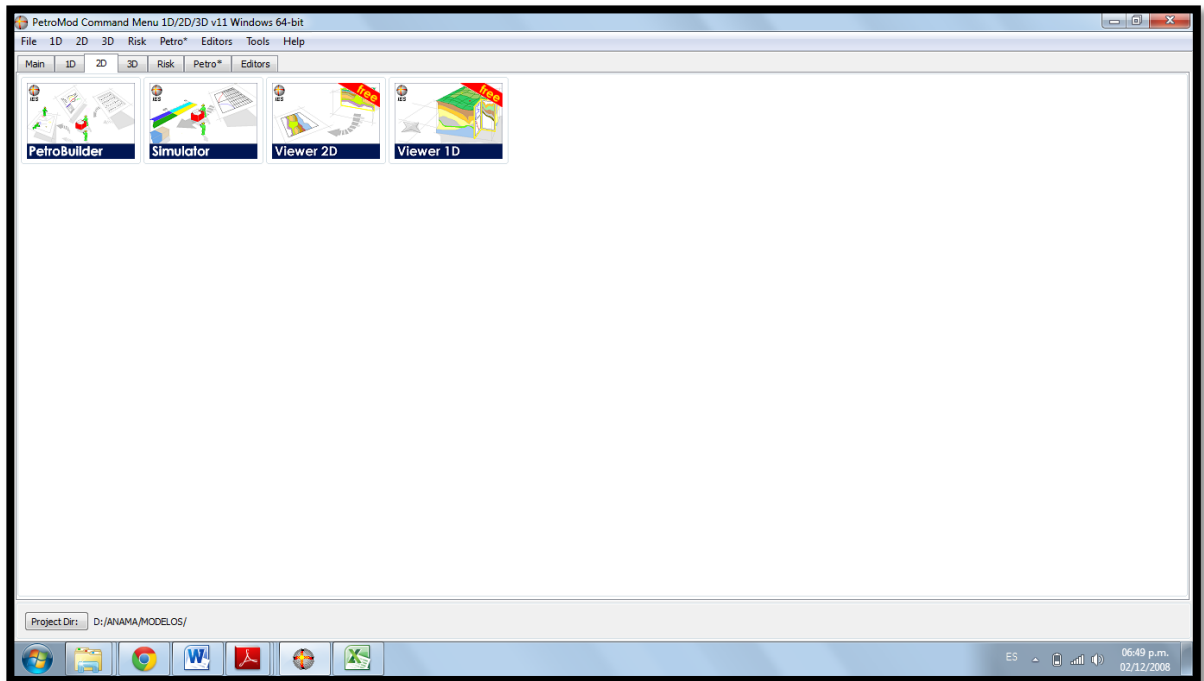 PetroMod Command Menu 1D/2D/3D v11 Windows 64-bit
File 1D 2D 3D Risk Petro* Editors Tools Help
Main 1D 2D 3D Risk Petro* Editors
IES IES IES free IES free
PetroBuilder Simulator Viewer 2D Viewer 1D
Project Dir: D:/ANAMA/MODELOS/
ES 06:49 p.m.
02/12/2008